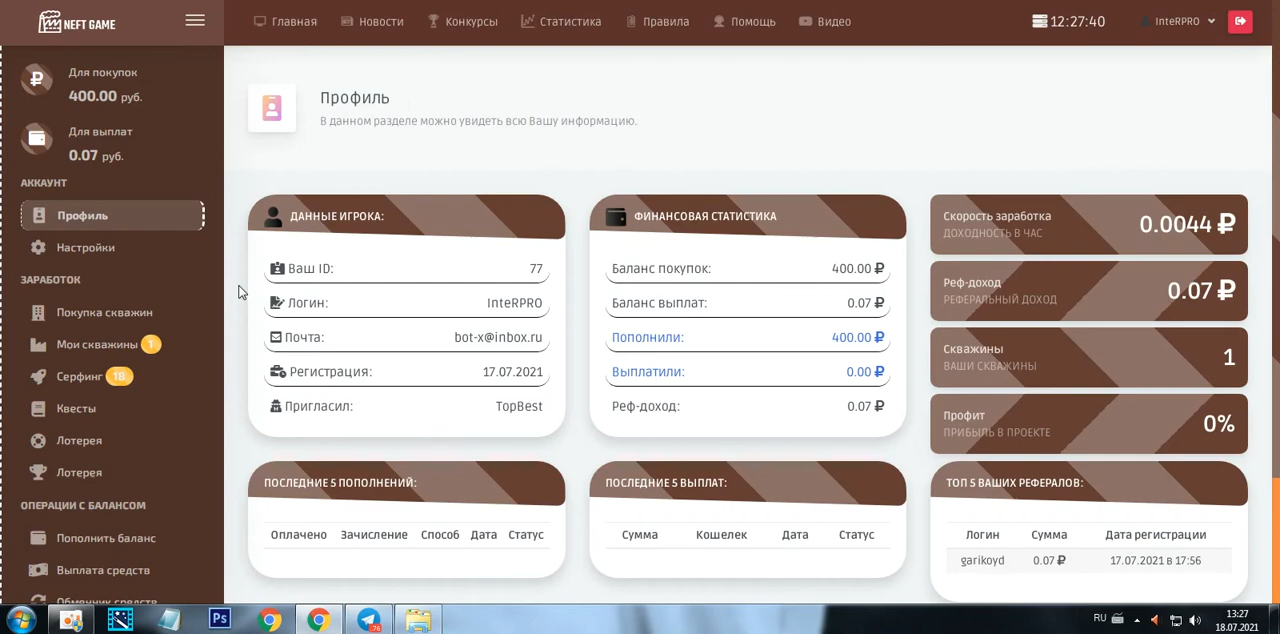 NEFT GAME
Главная Новости Конкурсы Статистика Правила Помощь Видео
12:27:40
InteRPRO
Для покупок
400.00 руб.
Для выплат
0.07 руб.
АККАУНТ
Профиль
Настройки
ЗАРАБОТОК
Покупка скважин
Мои скважины 1
Серфинг 18
Квесты
Лотерея
Лотерея
ОПЕРАЦИИ С БАЛАНСОМ
Пополнить баланс
Выплата средств
Обменник средств
Профиль
В данном разделе можно увидеть всю Вашу информацию.
ДАННЫЕ ИГРОКА:
Ваш ID: 77
Логин: InteRPRO
Почта: bot-x@inbox.ru
Регистрация: 17.07.2021
Пригласил: TopBest
ФИНАНСОВАЯ СТАТИСТИКА
Баланс покупок: 400.00 ₽
Баланс выплат: 0.07 ₽
Пополнили: 400.00 ₽
Выплатили: 0.00 ₽
Реф-доход: 0.07 ₽
Скорость заработка
ДОХОДНОСТЬ В ЧАС
0.0044 ₽
Реф-доход
РЕФЕРАЛЬНЫЙ ДОХОД
0.07 ₽
Скважины
ВАШИ СКВАЖИНЫ
1
Профит
ПРИБЫЛЬ В ПРОЕКТЕ
0%
ПОСЛЕДНИЕ 5 ПОПОЛНЕНИЙ:
Оплачено Зачисление Способ Дата Статус
ПОСЛЕДНИЕ 5 ВЫПЛАТ:
Сумма Кошелек Дата Статус
ТОП 5 ВАШИХ РЕФЕРАЛОВ:
Логин Сумма Дата регистрации
garikoyd 0.07 ₽ 17.07.2021 в 17:56
Ps
76
RU
13:27
18.07.2021